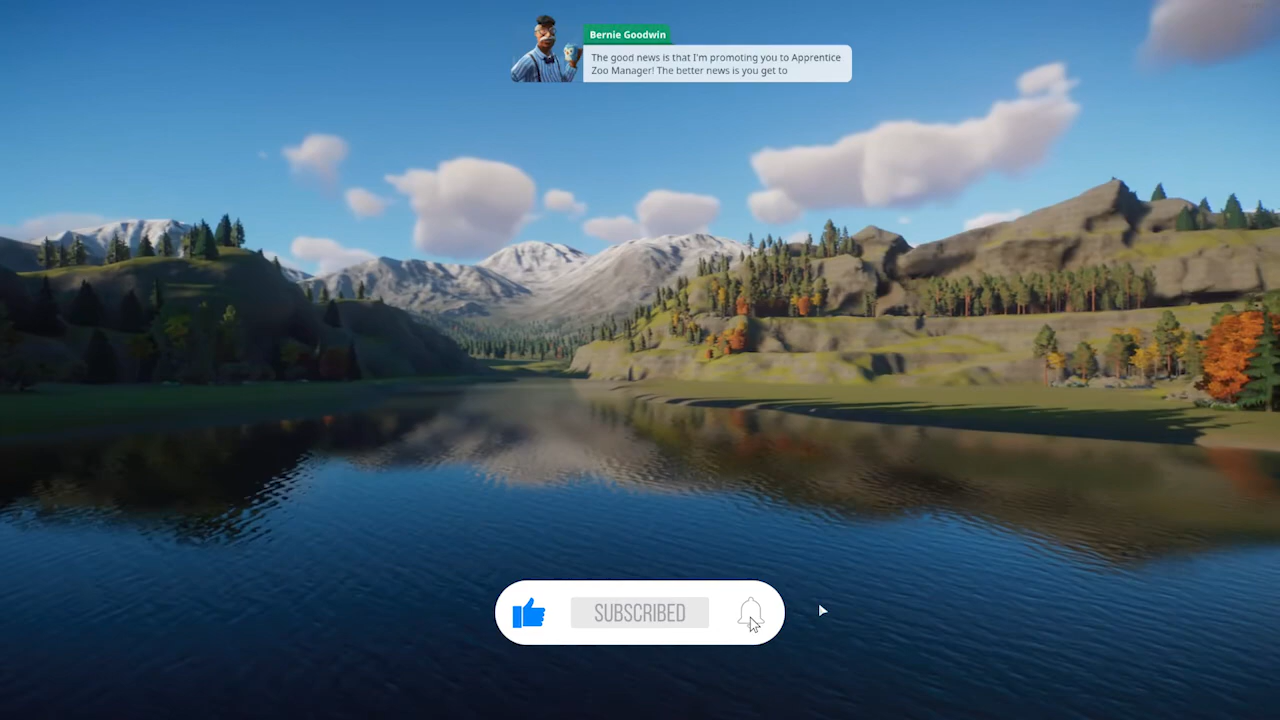 Bernie Goodwin
The good news is that I'm promoting you to Apprentice
Zoo Manager! The better news is you get to
SUBSCRIBED